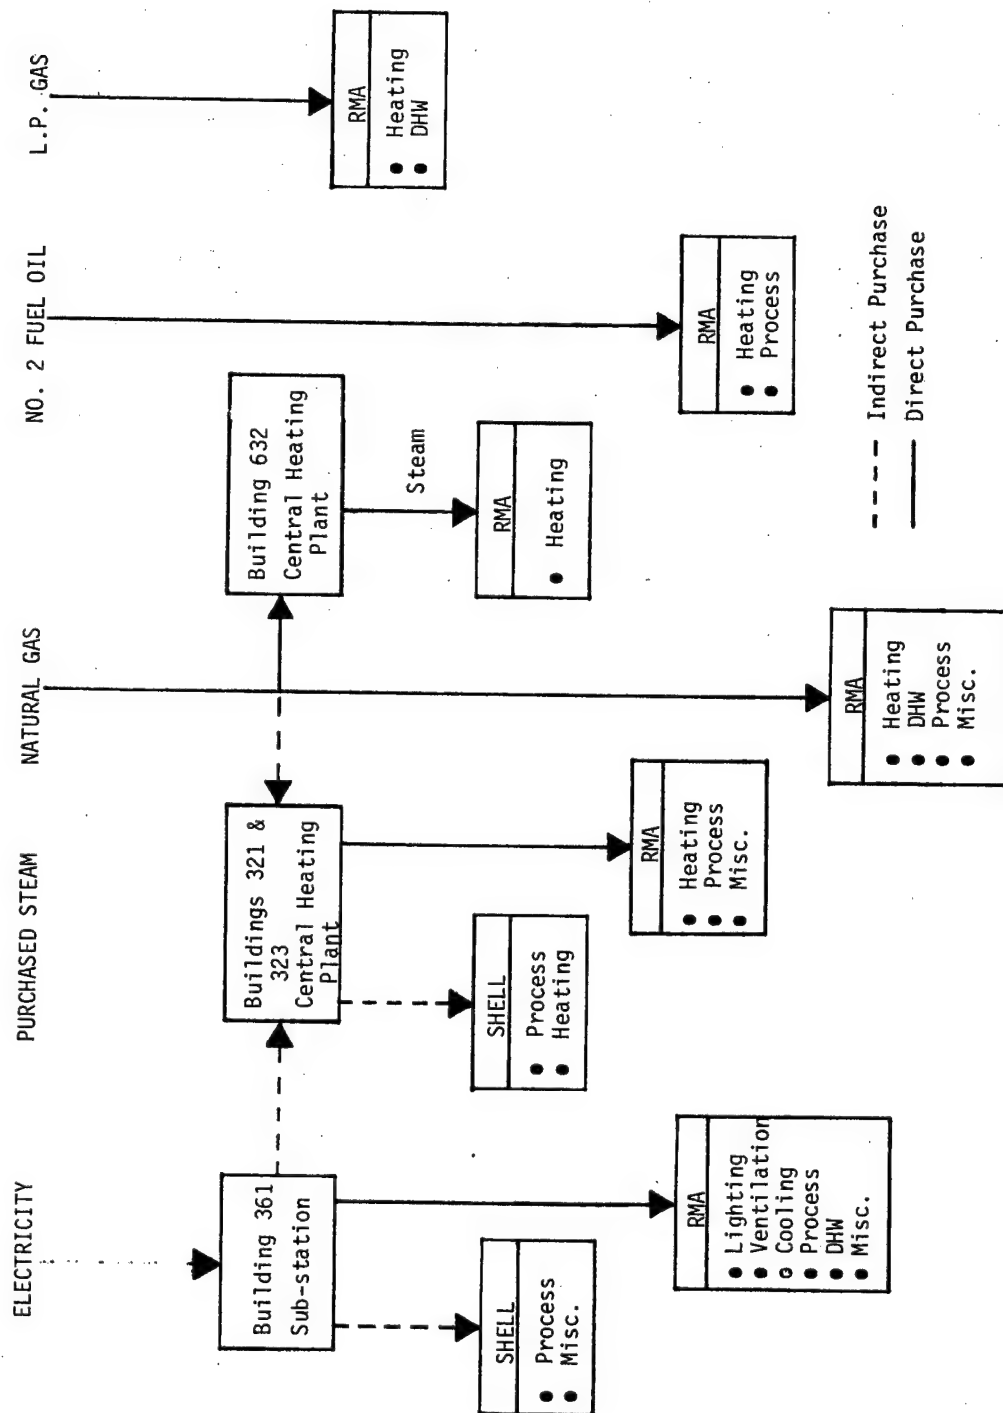 ELECTRICITY
PURCHASED STEAM
NATURAL GAS
NO. 2 FUEL OIL
L.P. GAS
Building 361
Sub-station
Buildings 321 &
323
Central Heating
Plant
Building 632
Central Heating
Plant
Steam
SHELL
● Process
● Misc.
RMA
● Lighting
● Ventilation
● Cooling
● Process
● DHW
● Misc.
SHELL
● Process
● Heating
RMA
● Heating
● Process
● Misc.
RMA
● Heating
● DHW
● Process
● Misc.
RMA
● Heating
RMA
● Heating
● Process
RMA
● Heating
● DHW
Indirect Purchase
Direct Purchase